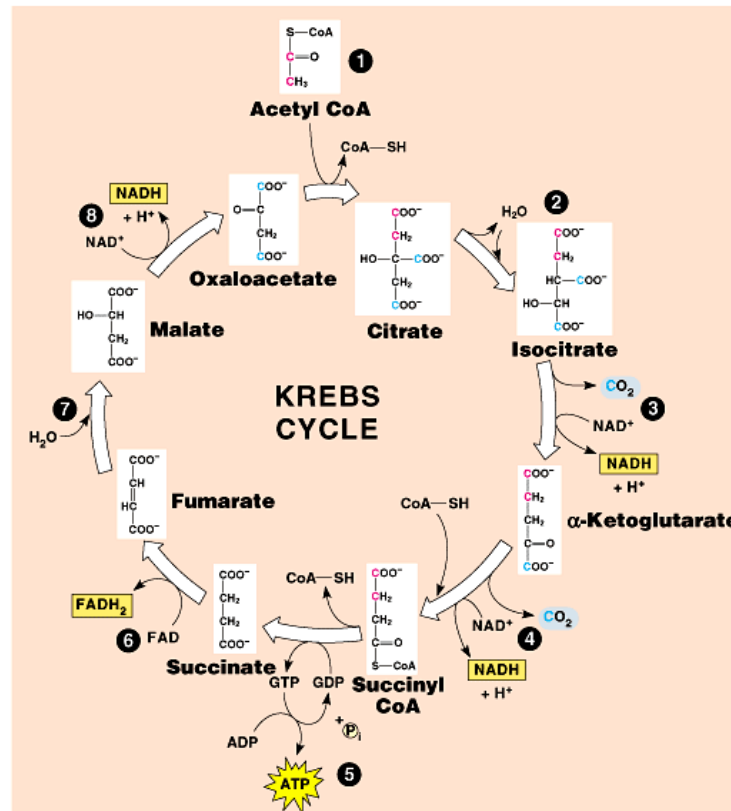 S—CoA
C=O
CH₃
1
Acetyl CoA
CoA—SH
COO⁻
O—C
CH₂
COO⁻
Oxaloacetate
COO⁻
CH₂
HO—C—COO⁻
CH₂
COO⁻
Citrate
H₂O
2
COO⁻
CH₂
HC—COO⁻
HO—CH
COO⁻
Isocitrate
CO₂
3
NAD⁺
NADH
+ H⁺
COO⁻
CH₂
CH₂
C—O
COO⁻
α-Ketoglutarate
CoA—SH
CO₂
NAD⁺
4
NADH
+ H⁺
COO⁻
CH₂
CH₂
C=O
S—CoA
Succinyl
CoA
CoA—SH
GTP
GDP
+ Pi
ADP
ATP
5
COO⁻
CH₂
CH₂
COO⁻
Succinate
FADH₂
6
FAD
COO⁻
CH
CH
COO⁻
Fumarate
7
H₂O
COO⁻
HO—CH
CH₂
COO⁻
Malate
NADH
+ H⁺
8
NAD⁺
KREBS
CYCLE